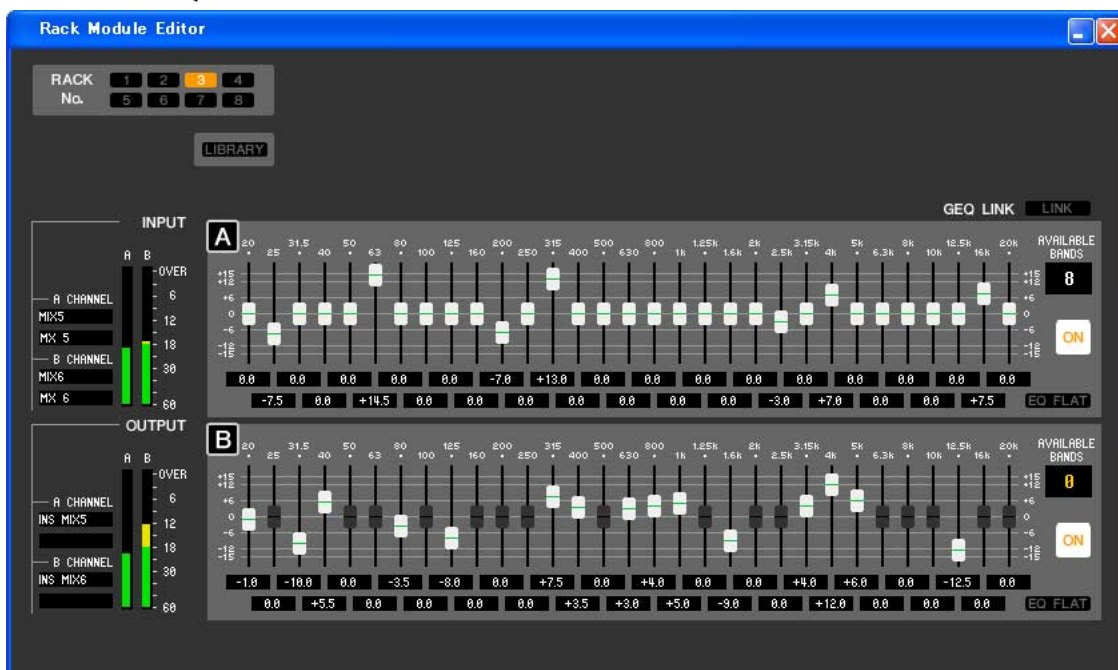 Rack Module Editor
RACK No.
1 2 3 4
5 6 7 8
LIBRARY
GEQ LINK LINK
INPUT
A B
OVER
6
12
18
30
60
A CHANNEL
MIX5
MX 5
B CHANNEL
MIX6
MX 6
A
20 31.5 50 80 125 200 315 500 800 1.25k 2k 3.15k 5k 8k 12.5k 20k
25 40 63 100 160 250 400 630 1k 1.6k 2.5k 4k 6.3k 10k 16k
+15 +15
+12 +12
+6 +6
0 0
-6 -6
-12 -12
-15 -15
0.0 0.0 0.0 0.0 0.0 -7.0 +13.0 0.0 0.0 0.0 0.0 0.0 0.0 0.0 0.0 0.0
-7.5 0.0 +14.5 0.0 0.0 0.0 0.0 0.0 0.0 0.0 -3.0 +7.0 0.0 0.0 +7.5
AVAILABLE
BANDS
8
ON
EQ FLAT
OUTPUT
A B
OVER
6
12
18
30
60
A CHANNEL
INS MIX5
B CHANNEL
INS MIX6
B
20 31.5 50 80 125 200 315 500 800 1.25k 2k 3.15k 5k 8k 12.5k 20k
25 40 63 100 160 250 400 630 1k 1.6k 2.5k 4k 6.3k 10k 16k
+15 +15
+12 +12
+6 +6
0 0
-6 -6
-12 -12
-15 -15
-1.0 -10.0 0.0 -3.5 -8.0 0.0 +7.5 0.0 +4.0 0.0 0.0 +4.0 +6.0 0.0 -12.5 0.0
0.0 +5.5 0.0 0.0 0.0 0.0 +3.5 +3.0 +5.0 -9.0 0.0 +12.0 0.0 0.0 0.0
AVAILABLE
BANDS
0
ON
EQ FLAT